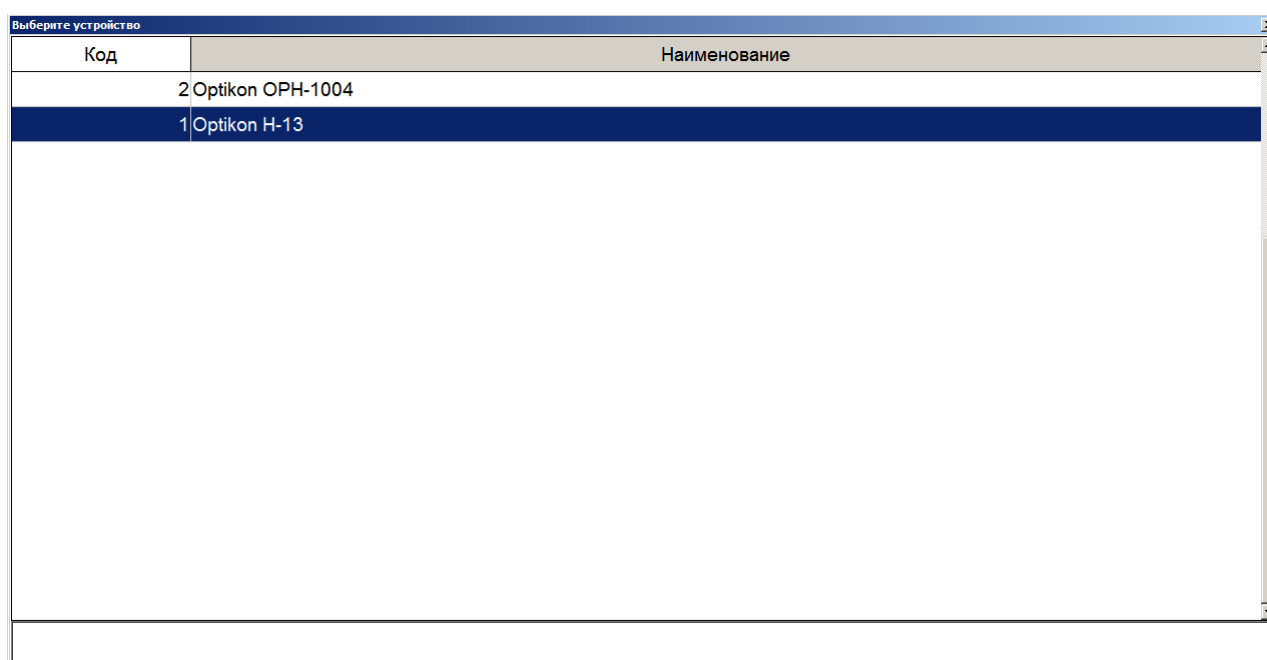 Выберите устройство
Код Наименование
2 Optikon OPH-1004
1 Optikon H-13